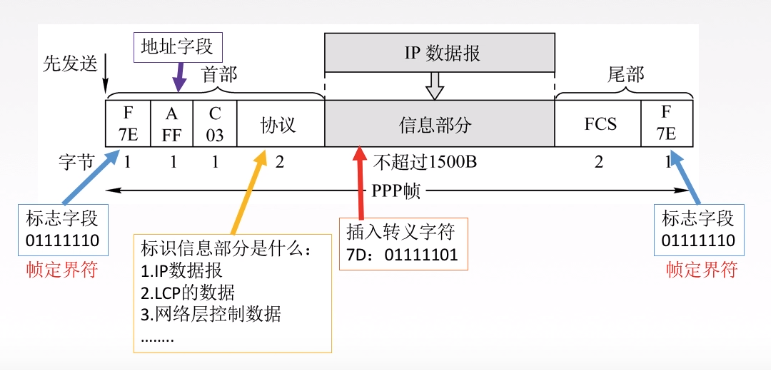 地址字段
IP 数据报
先发送
首部
尾部
F A C
7E FF 03 协议 信息部分 FCS F 7E
字节 1 1 1 2 不超过1500B 2 1
PPP帧
标志字段
01111110
帧定界符
标识信息部分是什么：
1.IP数据报
2.LCP的数据
3.网络层控制数据
........
插入转义字符
7D：01111101
标志字段
01111110
帧定界符